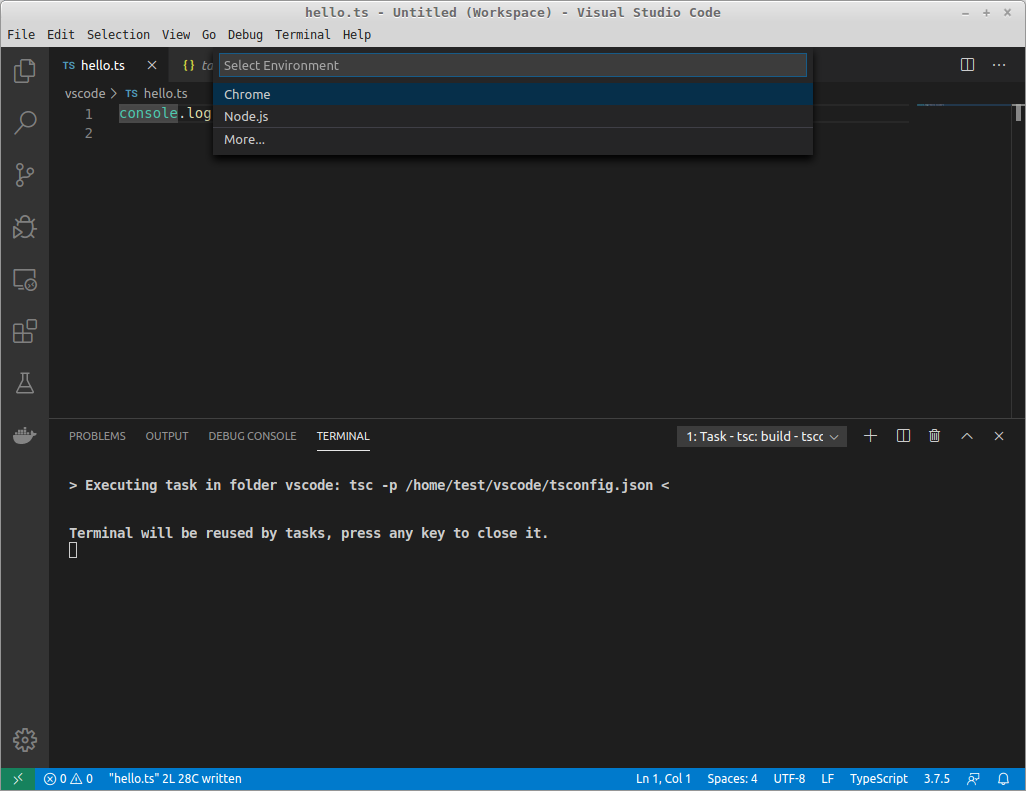 hello.ts - Untitled (Workspace) - Visual Studio Code
File Edit Selection View Go Debug Terminal Help
TS hello.ts
{ } to
Select Environment
vscode > TS hello.ts
Chrome
1 console.log
Node.js
2
More...
PROBLEMS OUTPUT DEBUG CONSOLE TERMINAL
1: Task - tsc: build - tscc
> Executing task in folder vscode: tsc -p /home/test/vscode/tsconfig.json <
Terminal will be reused by tasks, press any key to close it.
0 0 "hello.ts" 2L 28C written Ln 1, Col 1 Spaces: 4 UTF-8 LF TypeScript 3.7.5